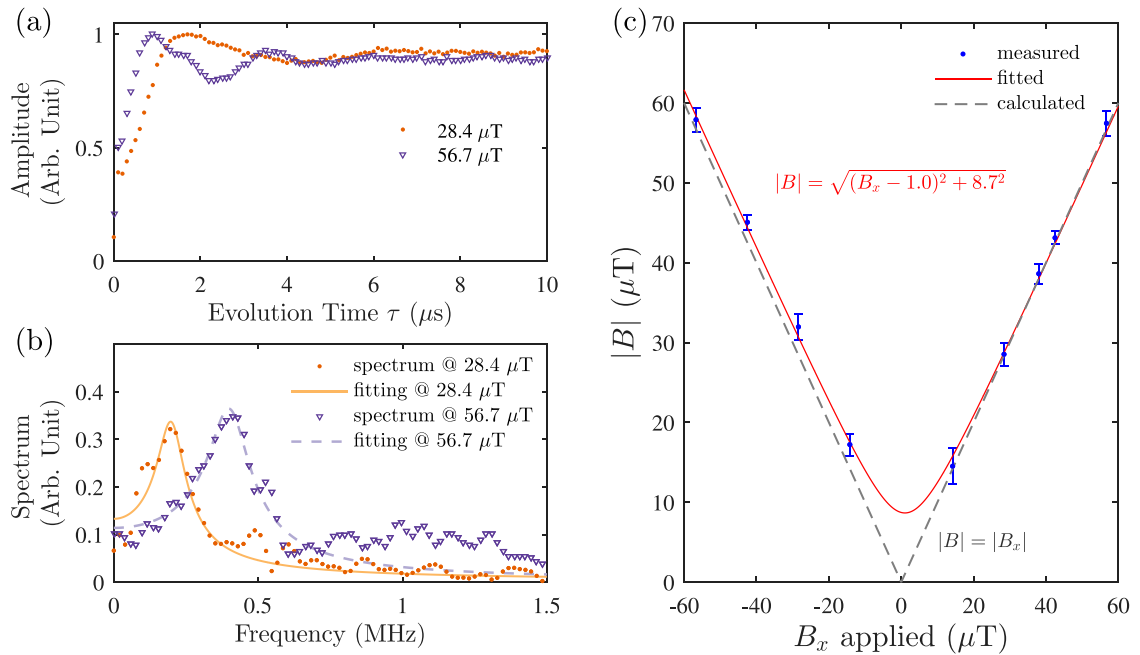 (a)
1
0.5
0
Amplitude
(Arb. Unit)
28.4 μT
56.7 μT
0
2
4
6
8
10
Evolution Time τ (μs)
(b)
0.4
0.3
0.2
0.1
0
Spectrum
(Arb. Unit)
spectrum @ 28.4 μT
fitting @ 28.4 μT
spectrum @ 56.7 μT
fitting @ 56.7 μT
0
0.5
1
1.5
Frequency (MHz)
(c)
70
60
50
40
30
20
10
0
|B| (μT)
measured
fitted
calculated
|B| = √(Bₓ − 1.0)² + 8.7²
|B| = |Bₓ|
-60
-40
-20
0
20
40
60
Bₓ applied (μT)